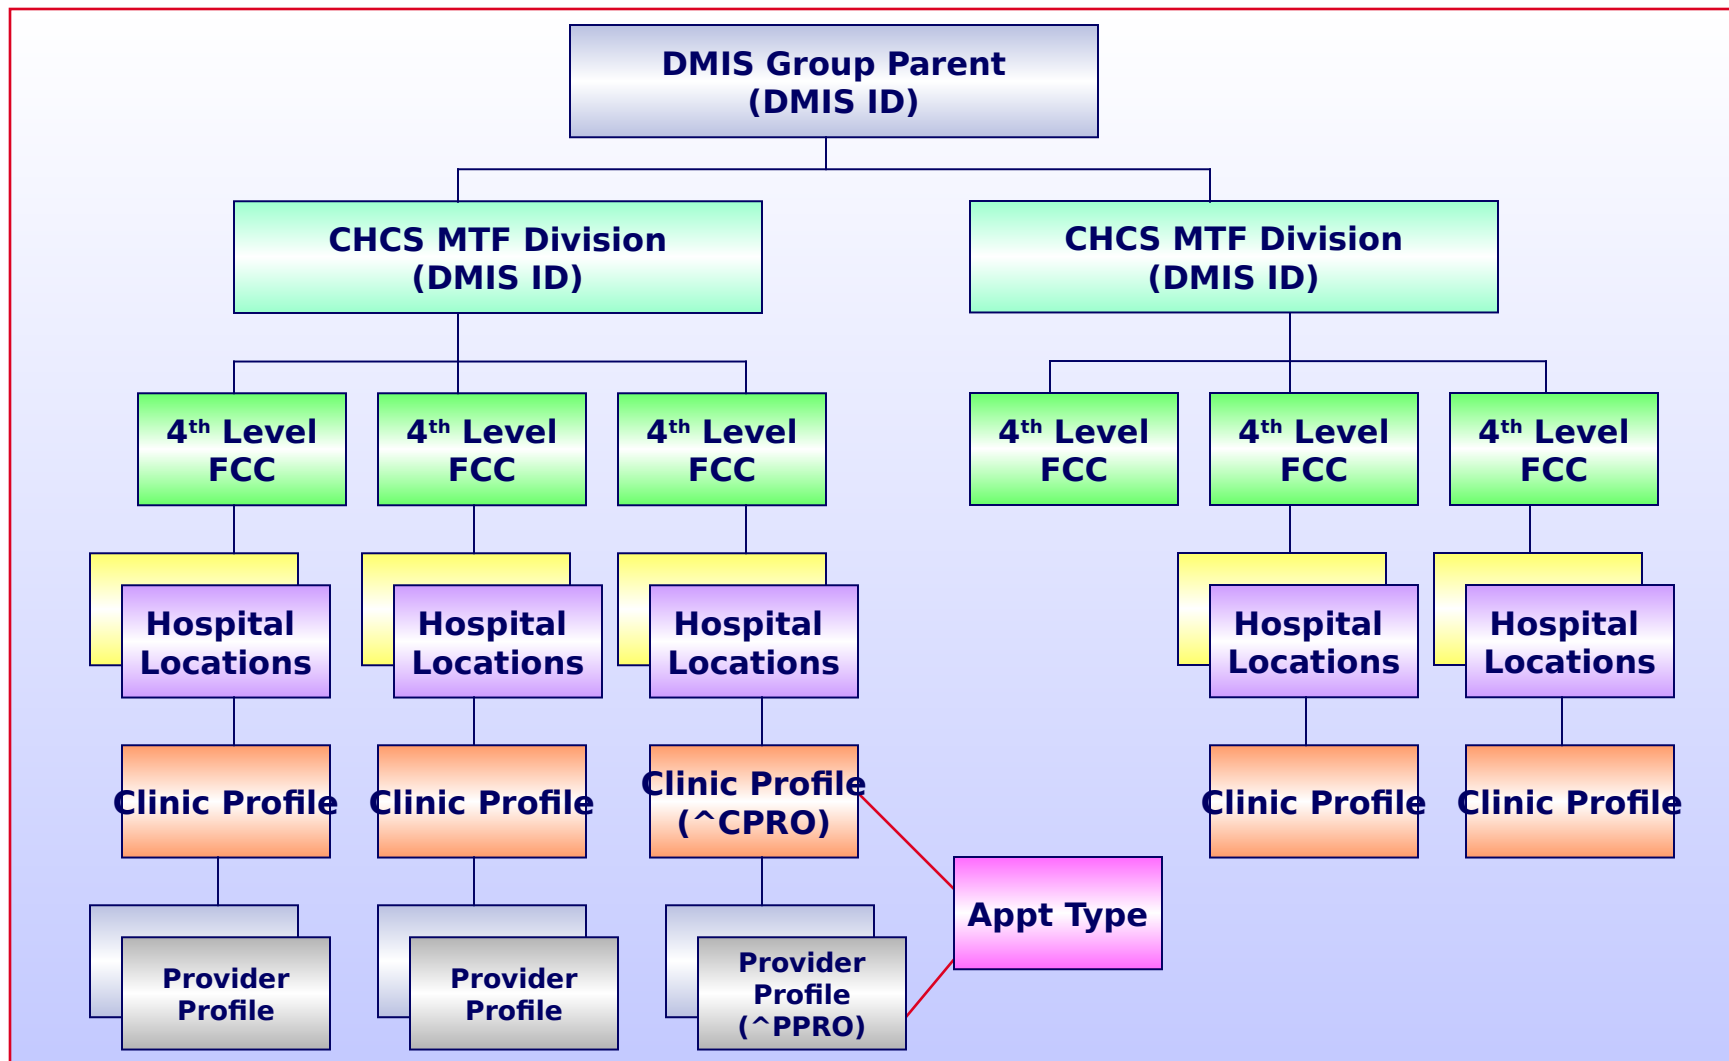 DMIS Group Parent
(DMIS ID)
CHCS MTF Division
(DMIS ID)
CHCS MTF Division
(DMIS ID)
4th Level
FCC
4th Level
FCC
4th Level
FCC
4th Level
FCC
4th Level
FCC
4th Level
FCC
Hospital
Locations
Hospital
Locations
Hospital
Locations
Hospital
Locations
Hospital
Locations
Clinic Profile
Clinic Profile
Clinic Profile
(^CPRO)
Clinic Profile
Clinic Profile
Appt Type
Provider
Profile
Provider
Profile
Provider
Profile
(^PPRO)